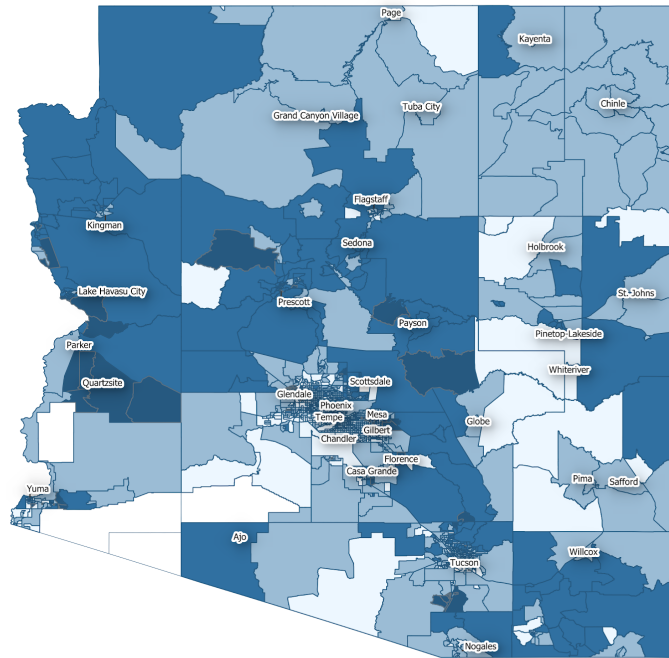 Page
Kayenta
Tuba City
Chinle
Grand Canyon Village
Flagstaff
Kingman
Sedona
Holbrook
Lake Havasu City
St. Johns
Prescott
Payson
Pinetop-Lakeside
Parker
Whiteriver
Quartzsite
Scottsdale
Glendale
Phoenix
Mesa
Tempe
Globe
Gilbert
Chandler
Florence
Casa Grande
Pima
Safford
Yuma
Ajo
Willcox
Tucson
Nogales